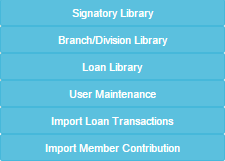 Signatory Library
Branch/Division Library
Loan Library
User Maintenance
Import Loan Transactions
Import Member Contribution